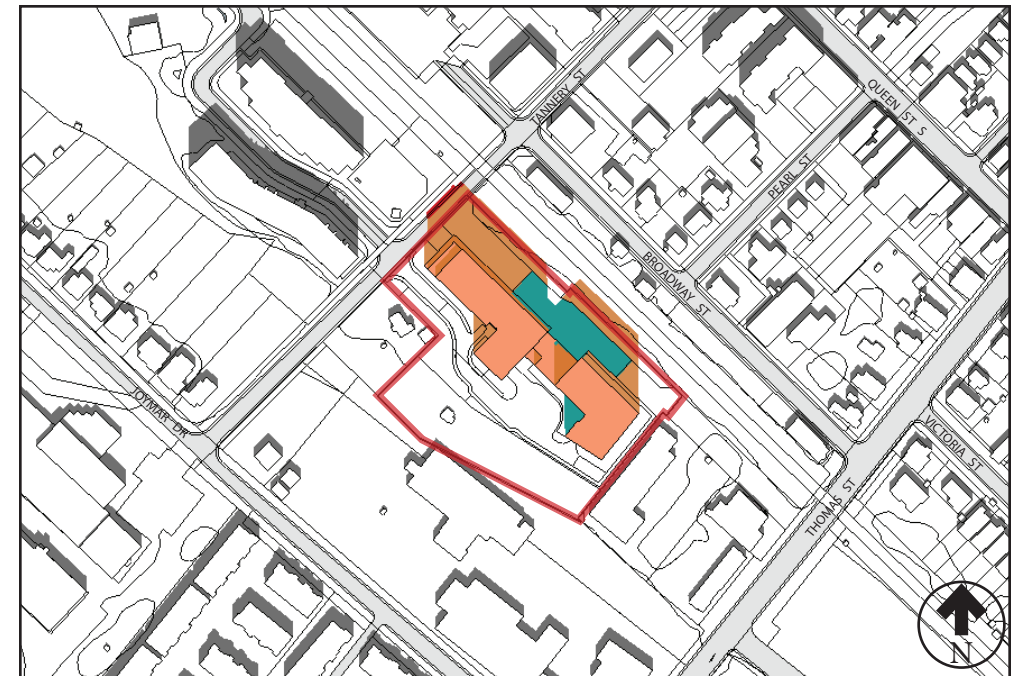 TANNERY ST
QUEEN ST S
PEARL ST
BROADWAY ST
JOYMAR DR
VICTORIA ST
THOMAS ST
N